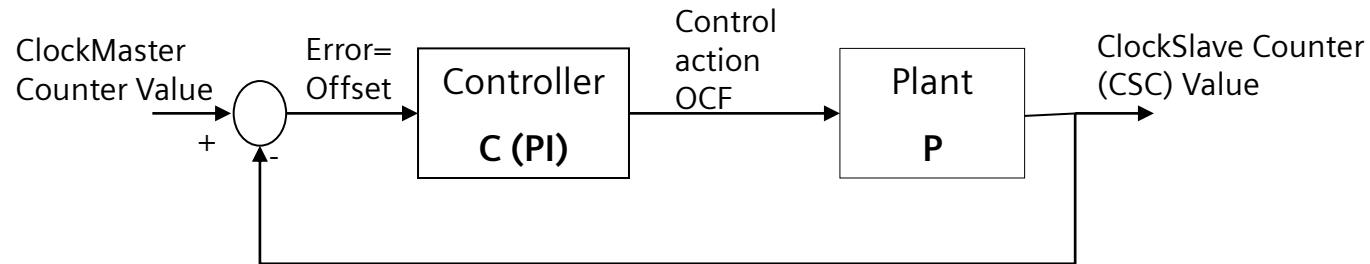 ClockMaster
Counter Value
+
-
Error=
Offset
Controller
C (PI)
Control
action
OCF
Plant
P
ClockSlave Counter
(CSC) Value